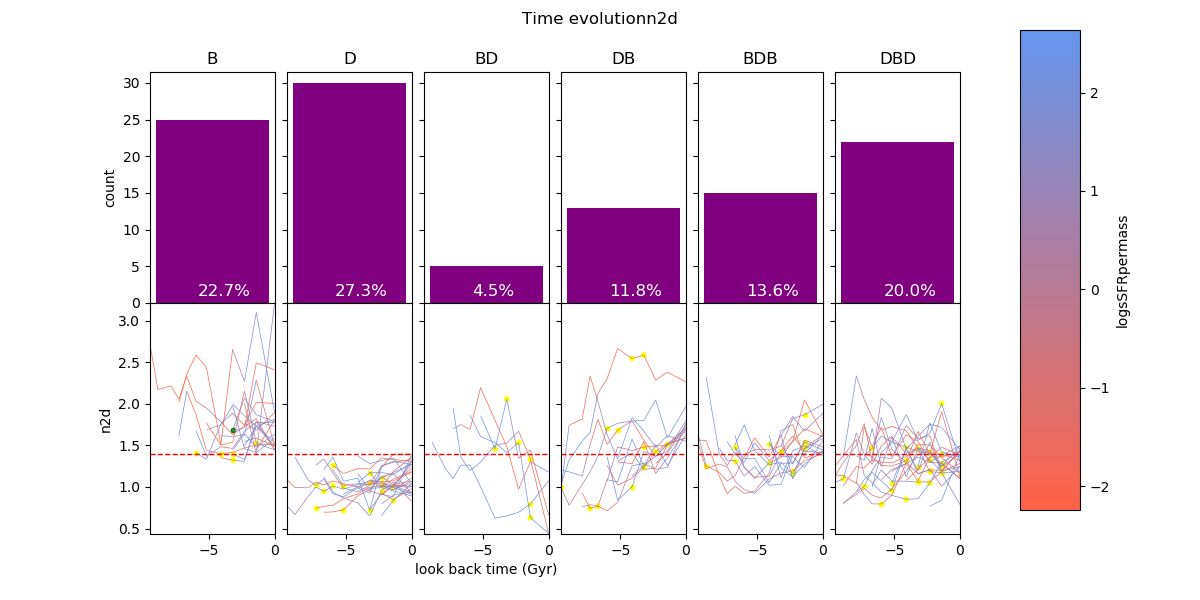 Time evolutionn2d
B D BD DB BDB DBD
30
25
20
15
10
5
0
count
22.7% 27.3% 4.5% 11.8% 13.6% 20.0%
3.0
2.5
2.0
1.5
1.0
0.5
n2d
−5 0 −5 0 −5 0 −5 0 −5 0 −5 0
look back time (Gyr)
2
1
0
−1
−2
logsSFRpermass